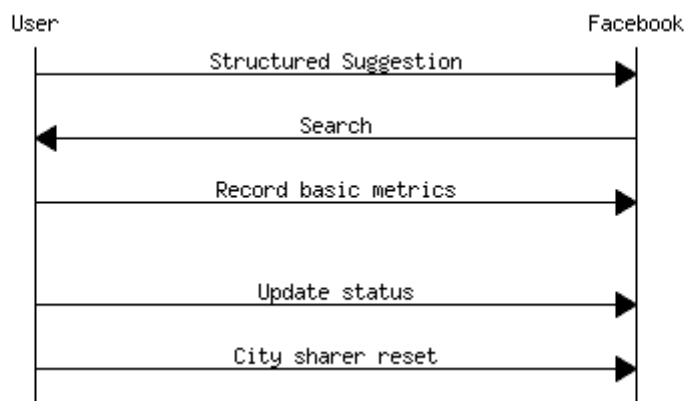 User Facebook
Structured Suggestion
Search
Record basic metrics
Update status
City sharer reset